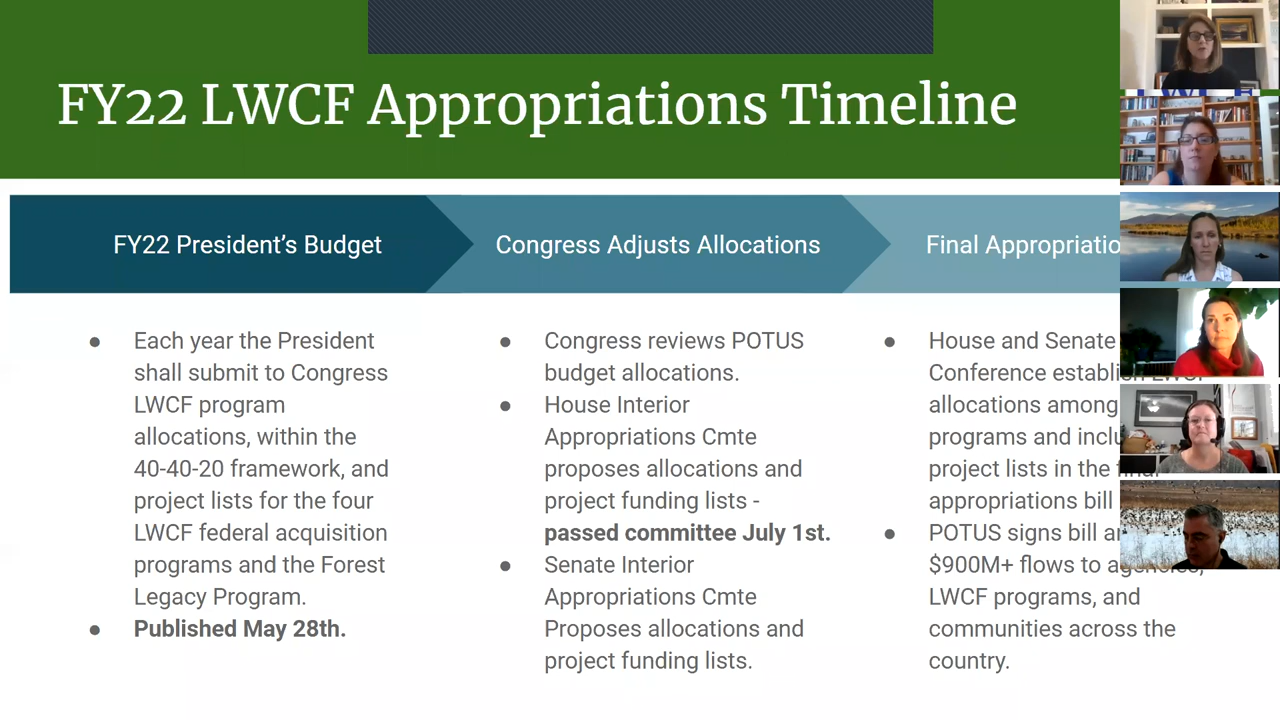 FY22 LWCF Appropriations Timeline
FY22 President's Budget
Congress Adjusts Allocations
Final
● Each year the President
shall submit to Congress
LWCF program
allocations, within the
40-40-20 framework, and
project lists for the four
LWCF federal acquisition
programs and the Forest
Legacy Program.
● Published May 28th.
● Congress reviews POTUS
budget allocations.
● House Interior
Appropriations Cmte
proposes allocations and
project funding lists -
passed committee July 1st.
● Senate Interior
Appropriations Cmte
Proposes allocations and
project funding lists.
● House and Senate
Conference establish LWCF
allocations among
programs and
project lists in the final
appropriations bill
● POTUS signs bill
$900M+ flows to agencies,
LWCF programs, and
communities across the
country.